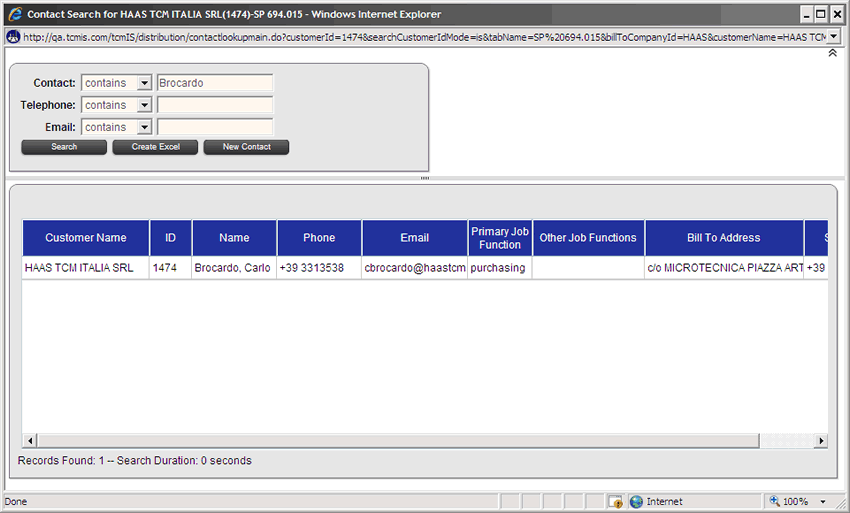 Contact Search for HAAS TCM ITALIA SRL(1474)-SP 694.015 - Windows Internet Explorer
http://qa.tcmis.com/tcmIS/distribution/contactlookupmain.do?customerId=1474&searchCustomerIdMode=is&tabName=SP%20694.015&billToCompanyId=HAAS&customerName=HAAS TCM
Contact: contains Brocardo
Telephone: contains
Email: contains
Search Create Excel New Contact
Customer Name ID Name Phone Email Primary Job Function Other Job Functions Bill To Address S
HAAS TCM ITALIA SRL 1474 Brocardo, Carlo +39 3313538 cbrocardo@haastcm purchasing c/o MICROTECNICA PIAZZA ART +39
Records Found: 1 -- Search Duration: 0 seconds
Done Internet 100%